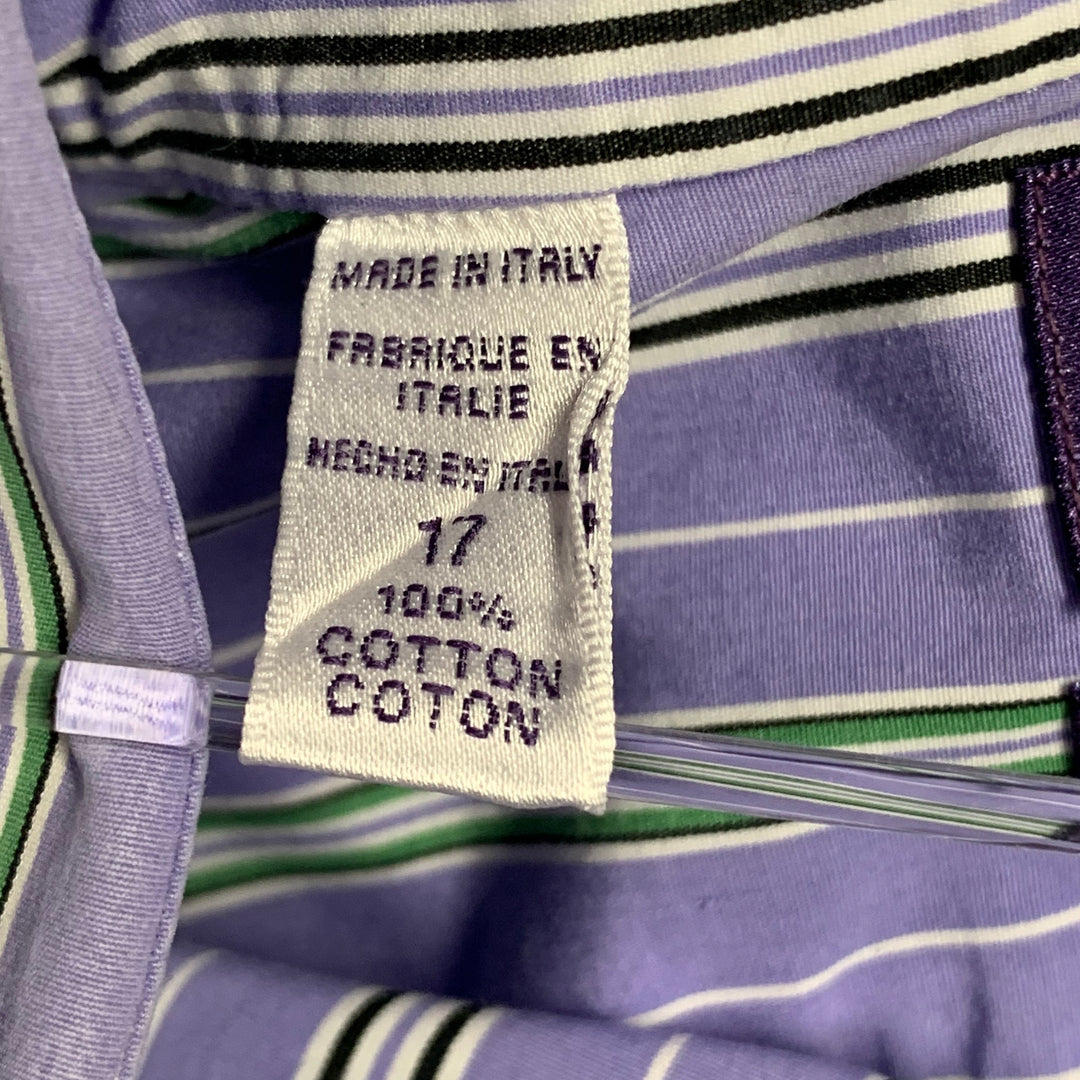 MADE IN ITALY
FABRIQUE EN
ITALIE
HECHO EN ITAL
17
100%
COTTON
COTON